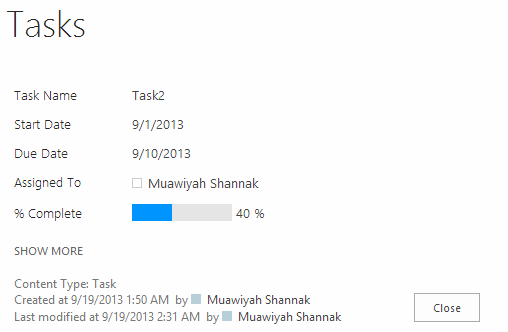 Tasks
Task Name Task2
Start Date 9/1/2013
Due Date 9/10/2013
Assigned To Muawiyah Shannak
% Complete 40 %
SHOW MORE
Content Type: Task
Created at 9/19/2013 1:50 AM by Muawiyah Shannak
Last modified at 9/19/2013 2:31 AM by Muawiyah Shannak
Close